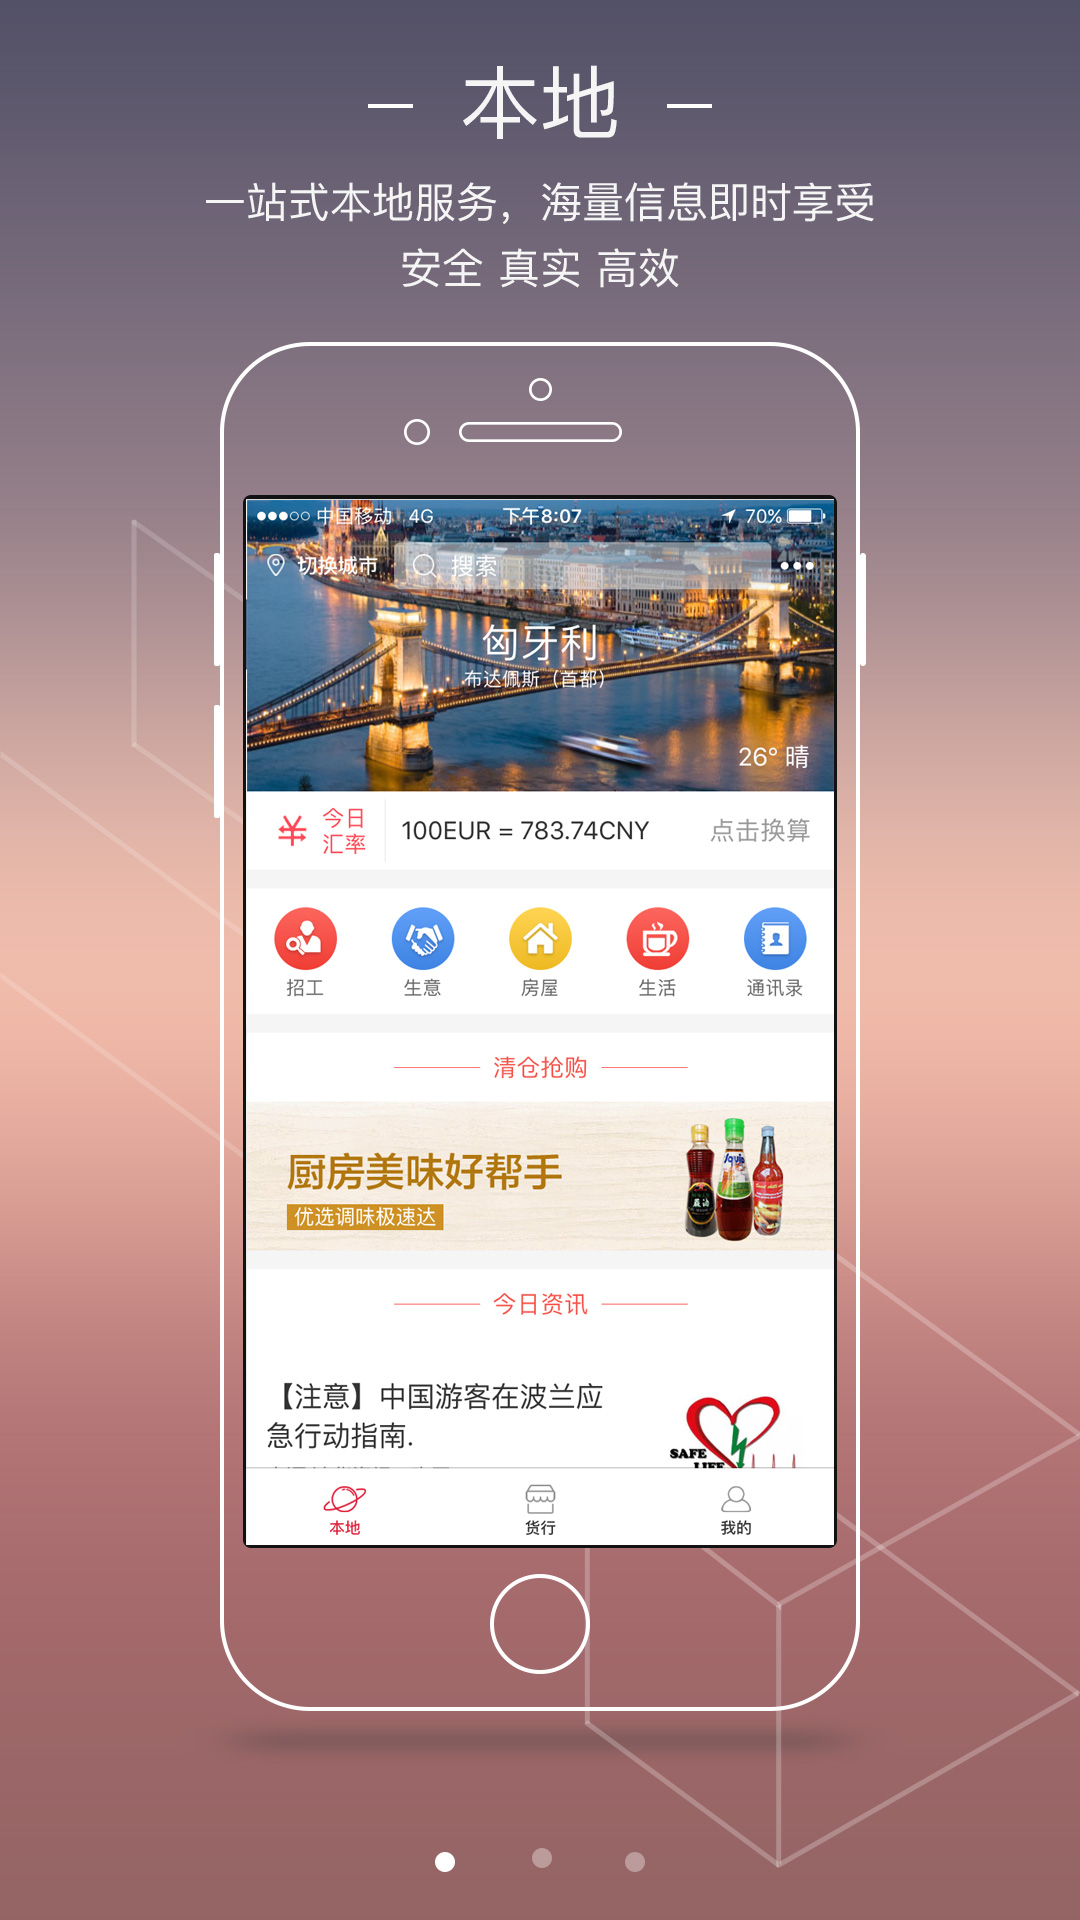 本地
一站式本地服务，海量信息即时享受
安全 真实 高效
中国移动 4G 下午8:07 70%
切换城市 搜索
匈牙利
布达佩斯（首都）
26° 晴
今日
汇率
100EUR = 783.74CNY 点击换算
招工 生意 房屋 生活 通讯录
清仓抢购
厨房美味好帮手
优选调味极速达
今日资讯
【注意】中国游客在波兰应
急行动指南.
SAFE
LIFE
本地 货行 我的